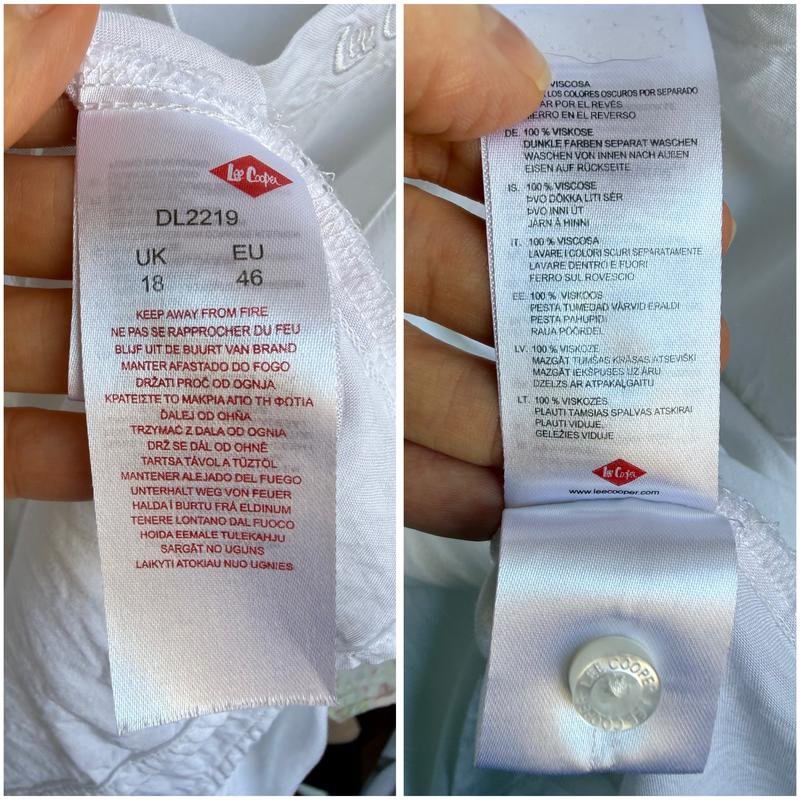 Lee Cooper
DL2219
UK EU
18 46
KEEP AWAY FROM FIRE
NE PAS SE RAPPROCHER DU FEU
BLIJF UIT DE BUURT VAN BRAND
MANTER AFASTADO DO FOGO
DRŽATI PROČ OD OGNJA
ΚΡΑΤΕΙΣΤΕ ΤΟ ΜΑΚΡΙΑ ΑΠΟ ΤΗ ΦΩΤΙΑ
ĎALEJ OD OHŇA
TRZYMAĆ Z DALA OD OGNIA
DRŽ SE DÁL OD OHNĚ
TARTSA TÁVOL A TŰZTŐL
MANTENER ALEJADO DEL FUEGO
UNTERHALT WEG VON FEUER
HALDA Í BURTU FRÁ ELDINUM
TENERE LONTANO DAL FUOCO
HOIDA EEMALE TULEKAHJU
SARGĀT NO UGUNS
LAIKYTI ATOKIAU NUO UGNIES
VISCOSA
LOS COLORES OSCUROS POR SEPARADO
POR EL REVÉS
EN EL REVERSO
DE: 100 % VISKOSE
DUNKLE FARBEN SEPARAT WASCHEN
WASCHEN VON INNEN NACH AUßEN
EISEN AUF RÜCKSEITE
IS. 100 % VISCOSE
ÞVO DÖKKA LITI SÉR
ÞVO INNI ÚT
JÁRN Á HINNI
IT. 100 % VISCOSA
LAVARE I COLORI SCURI SEPARATAMENTE
LAVARE DENTRO E FUORI
FERRO SUL ROVESCIO
EE. 100 % VISKOOS
PESTA TUMEDAD VÄRVID ERALDI
PESTA PAHUPIDI
RAUA PÖÖRDEL
LV. 100 % VISKOZE
MAZGĀT TUMŠAS KRĀSAS ATSEVIŠĶI
MAZGĀT IEKŠPUSES UZ ĀRU
DZELZS AR ATPAKAĻGAITU
LT. 100 % VISKOZĖS
PLAUTI TAMSIAS SPALVAS ATSKIRAI
PLAUTI VIDUJE,
GELEŽIES VIDUJE
Lee Cooper
www.leecooper.com
LEE COOPER
LEE COOPER